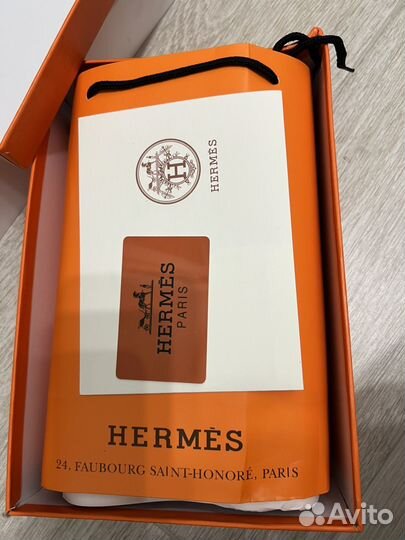 HERMÈS
HERMÈS
PARIS
HERMÈS
24, FAUBOURG SAINT-HONORÉ, PARIS
Avito